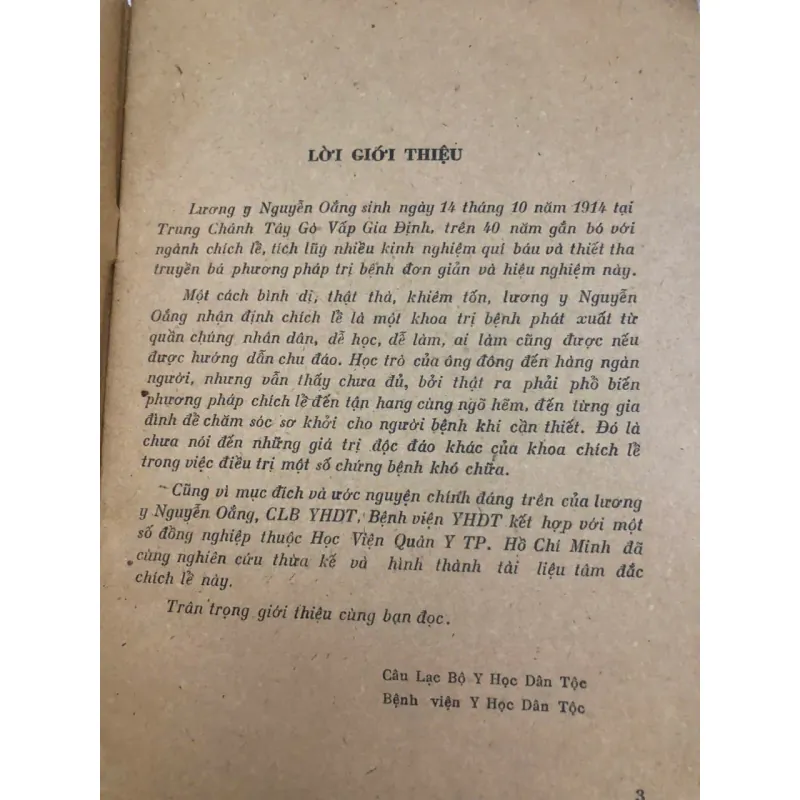 LỜI GIỚI THIỆU
Lương y Nguyễn Oắng sinh ngày 14 tháng 10 năm 1914 tại
Trung Chánh Tây Gò Vấp Gia Định, trên 40 năm gắn bó với
ngành chích lễ, tích lũy nhiều kinh nghiệm quí báu và thiết tha
truyền bá phương pháp trị bệnh đơn giản và hiệu nghiệm này.
Một cách bình dị, thật thà, khiêm tốn, lương y Nguyễn
Oắng nhận định chích lễ là một khoa trị bệnh phát xuất từ
quần chúng nhân dân, dễ học, dễ làm, ai làm cũng được nếu
được hướng dẫn chu đáo. Học trò của ông đông đến hàng ngàn
người, nhưng vẫn thấy chưa đủ, bởi thật ra phải phổ biến
phương pháp chích lễ đến tận hang cùng ngõ hẽm, đến từng gia
đình để chăm sóc sơ khởi cho người bệnh khi cần thiết. Đó là
chưa nói đến những giá trị độc đáo khác của khoa chích lễ
trong việc điều trị một số chứng bệnh khó chữa.
Cũng vì mục đích và ước nguyện chính đáng trên của lương
y Nguyễn Oắng, CLB YHDT, Bệnh viện YHDT kết hợp với một
số đồng nghiệp thuộc Học Viện Quân Y TP. Hồ Chí Minh đã
cùng nghiên cứu thừa kế và hình thành tài liệu tâm đắc
chích lễ này.
Trân trọng giới thiệu cùng bạn đọc.
Câu Lạc Bộ Y Học Dân Tộc
Bệnh viện Y Học Dân Tộc
3